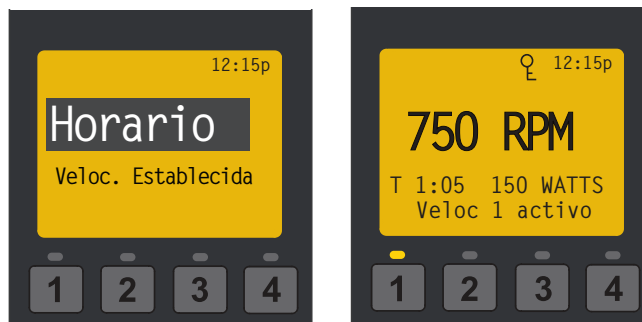 12:15p
Horario
Veloc. Establecida
1 2 3 4
12:15p
750 RPM
T 1:05 150 WATTS
Veloc 1 activo
1 2 3 4